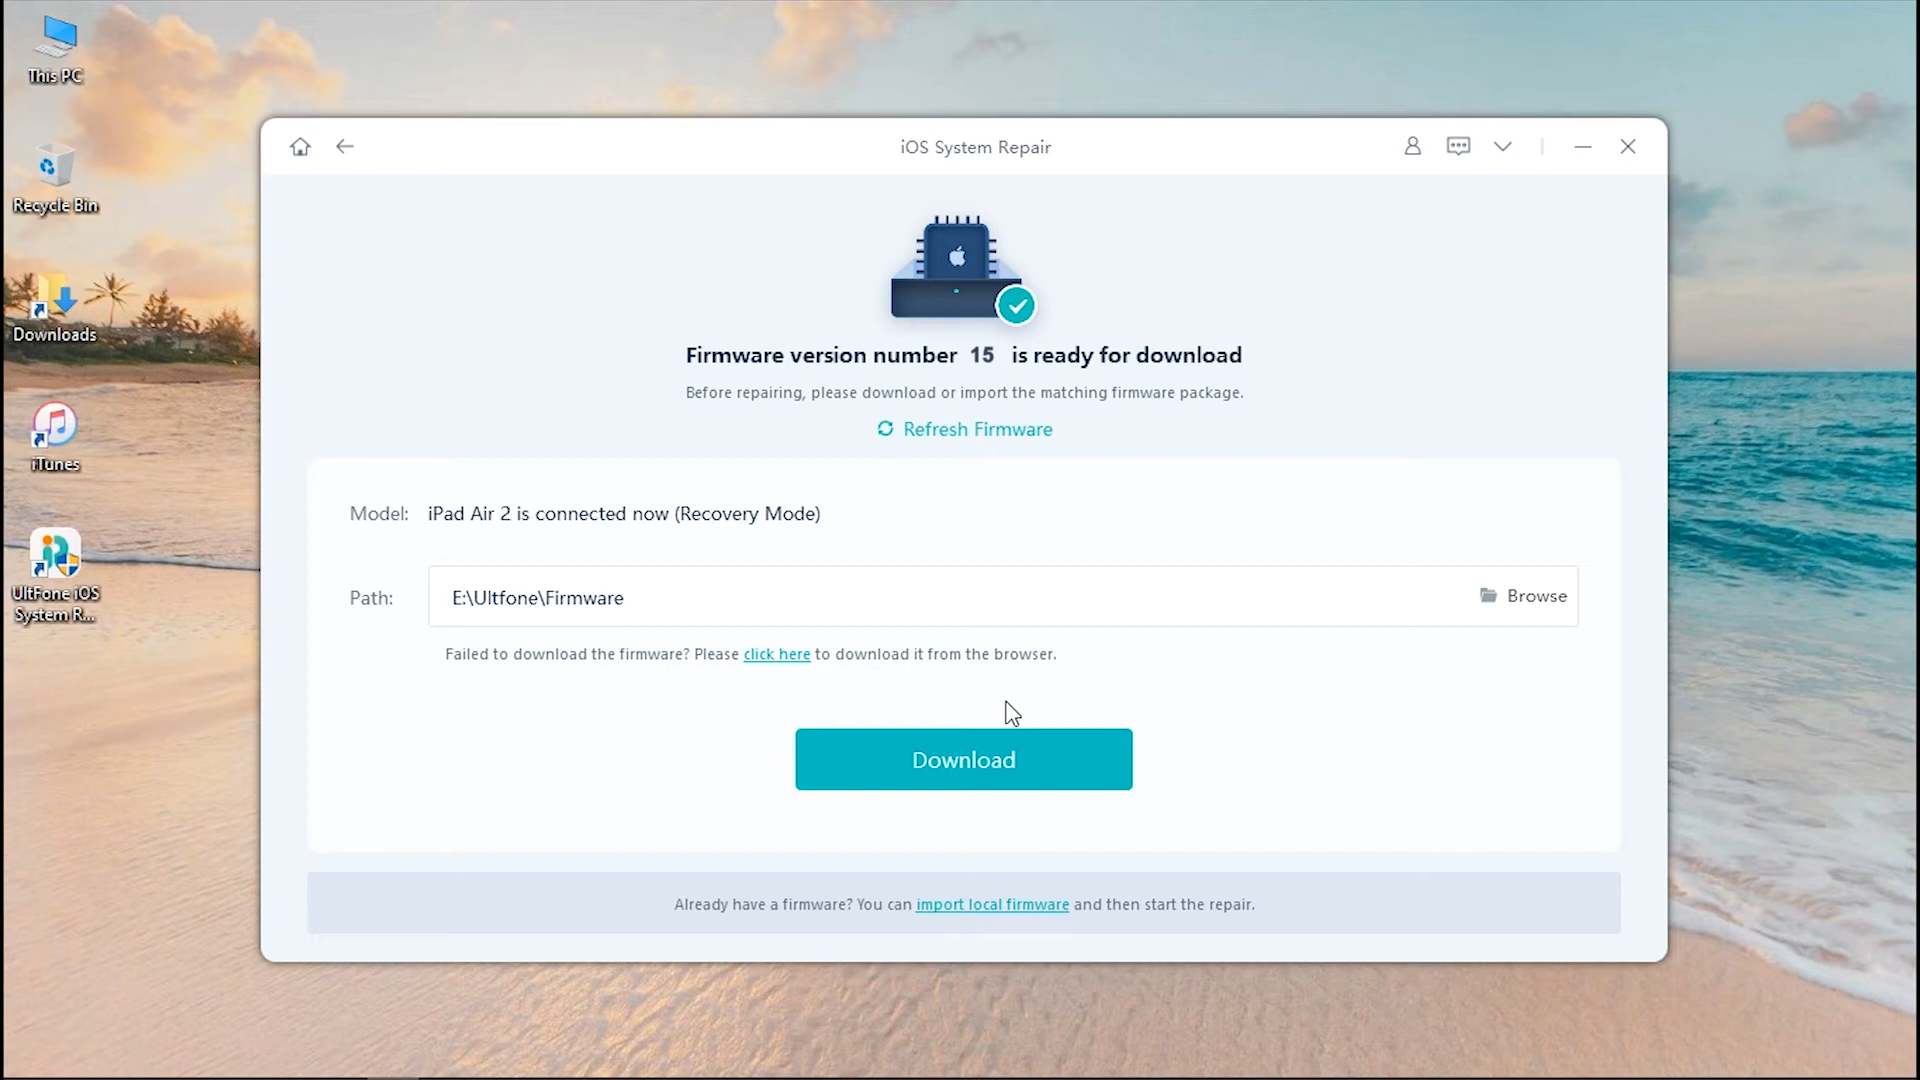 This PC
Recycle Bin
Downloads
iTunes
UltFone iOS
System R...
iOS System Repair
Firmware version number 15 is ready for download
Before repairing, please download or import the matching firmware package.
Refresh Firmware
Model: iPad Air 2 is connected now (Recovery Mode)
Path: E:\Ultfone\Firmware Browse
Failed to download the firmware? Please click here to download it from the browser.
Download
Already have a firmware? You can import local firmware and then start the repair.